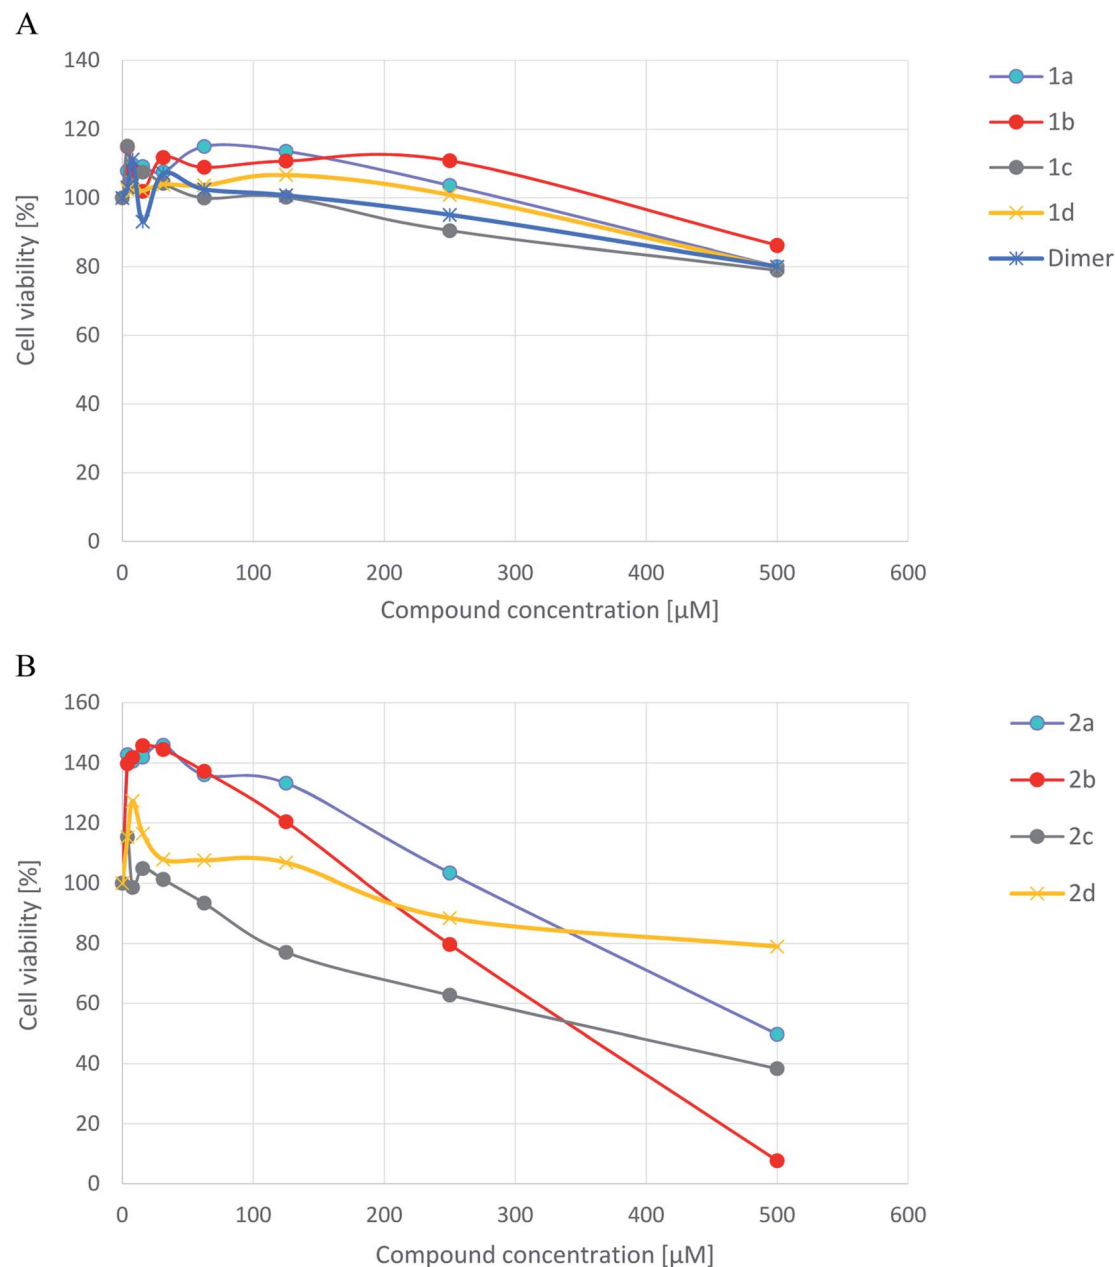 A
140
120
100
80
60
40
20
0
Cell viability [%]
0 100 200 300 400 500 600
Compound concentration [µM]
1a
1b
1c
1d
Dimer
B
160
140
120
100
80
60
40
20
0
Cell viability [%]
0 100 200 300 400 500 600
Compound concentration [µM]
2a
2b
2c
2d